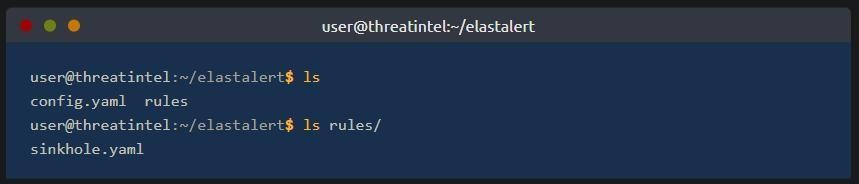 user@threatintel:~/elastalert
user@threatintel:~/elastalert$ ls
config.yaml  rules
user@threatintel:~/elastalert$ ls rules/
sinkhole.yaml